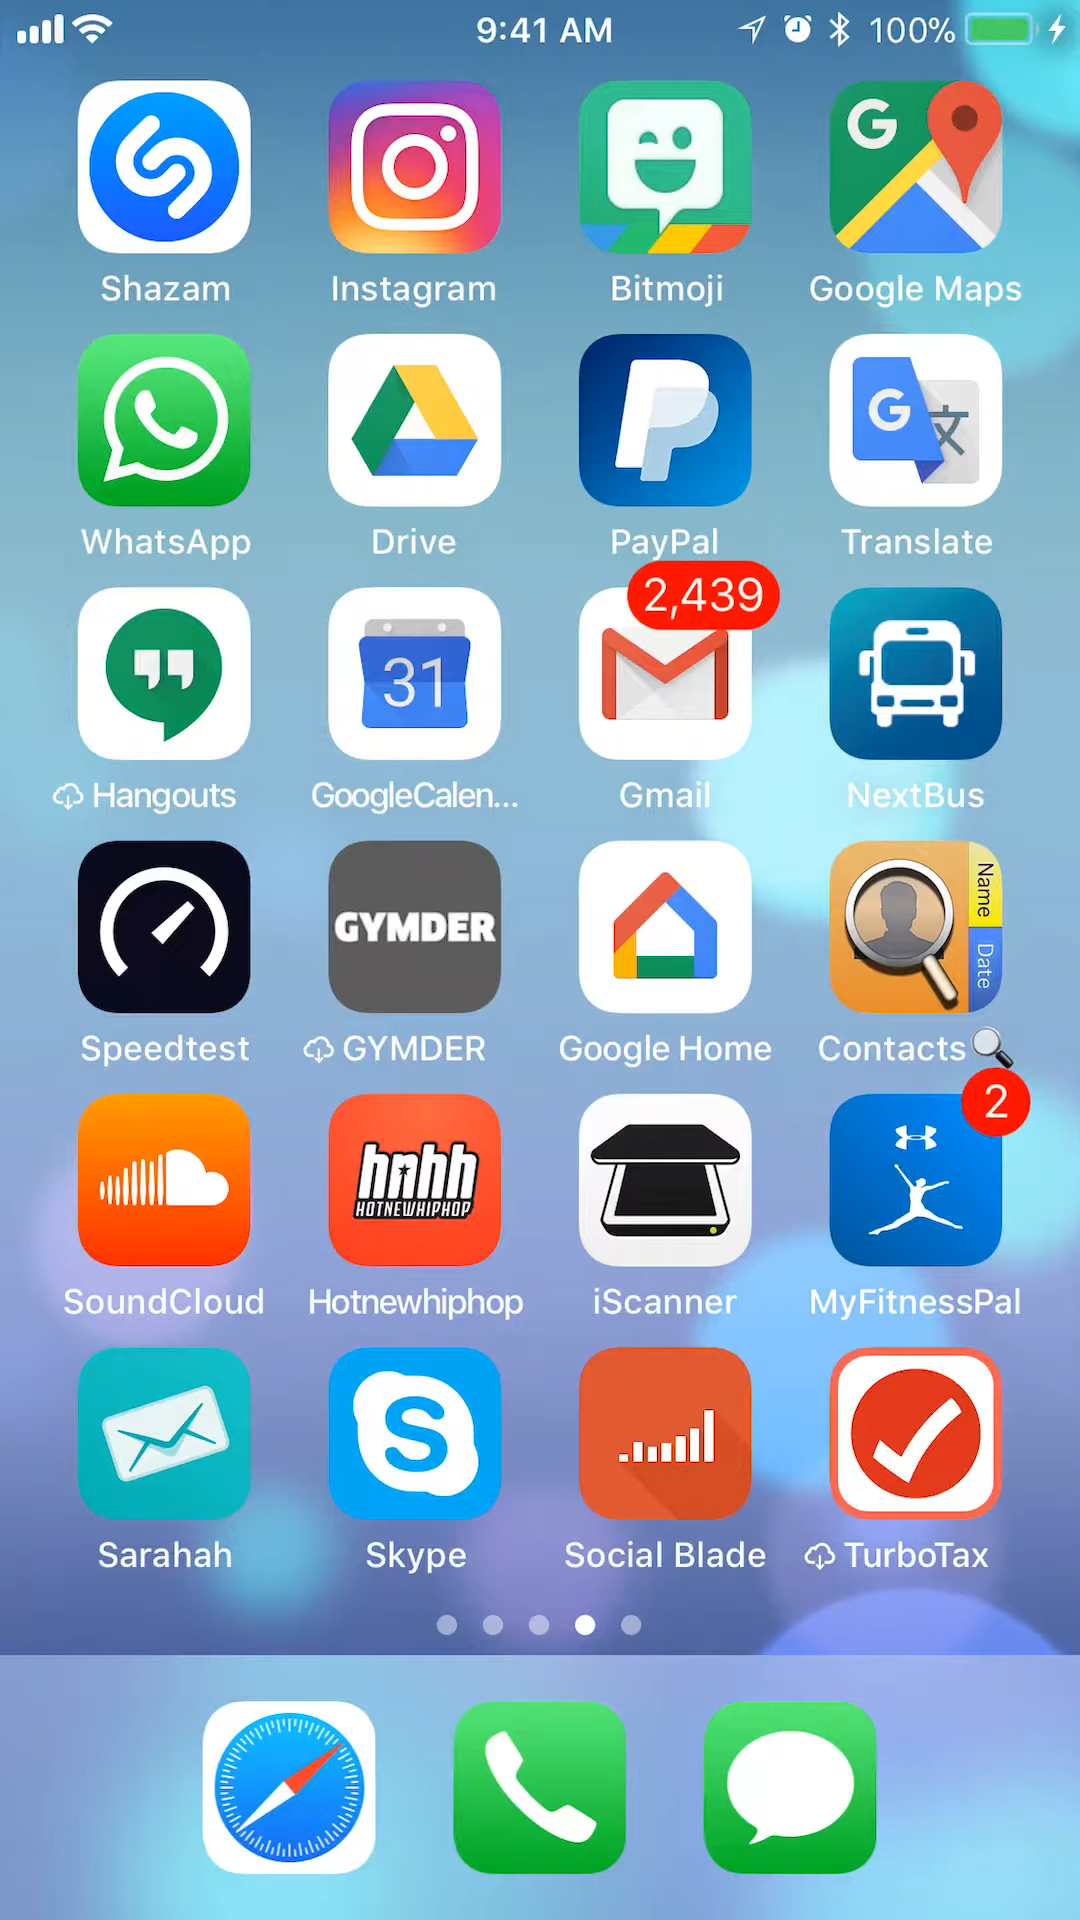 9:41 AM 100%
Shazam Instagram Bitmoji Google Maps
WhatsApp Drive PayPal Translate
2,439
31
Hangouts GoogleCalen... Gmail NextBus
GYMDER
Name
Date
Speedtest GYMDER Google Home Contacts
2
hnhh
HOTNEWHIPHOP
SoundCloud Hotnewhiphop iScanner MyFitnessPal
Sarahah Skype Social Blade TurboTax